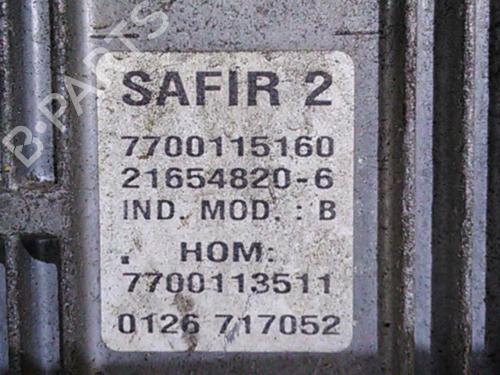 B-PARTS
SAFIR 2
7700115160
21654820-6
IND. MOD. : B
. HOM:
7700113511
0126 717052